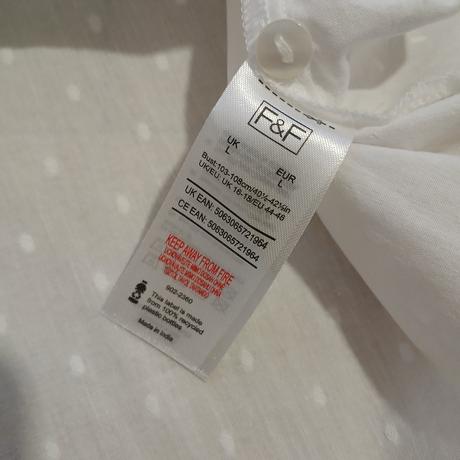 F&F
UK EUR
L L
Bust:103-108cm/40½-42½in
UK/EU: UK 16-18/EU 44-46
UK EAN: 5063065721964
CE EAN: 5063065721964
KEEP AWAY FROM FIRE
902-2360
This label is made
from 100% recycled
plastic bottles
Made in India